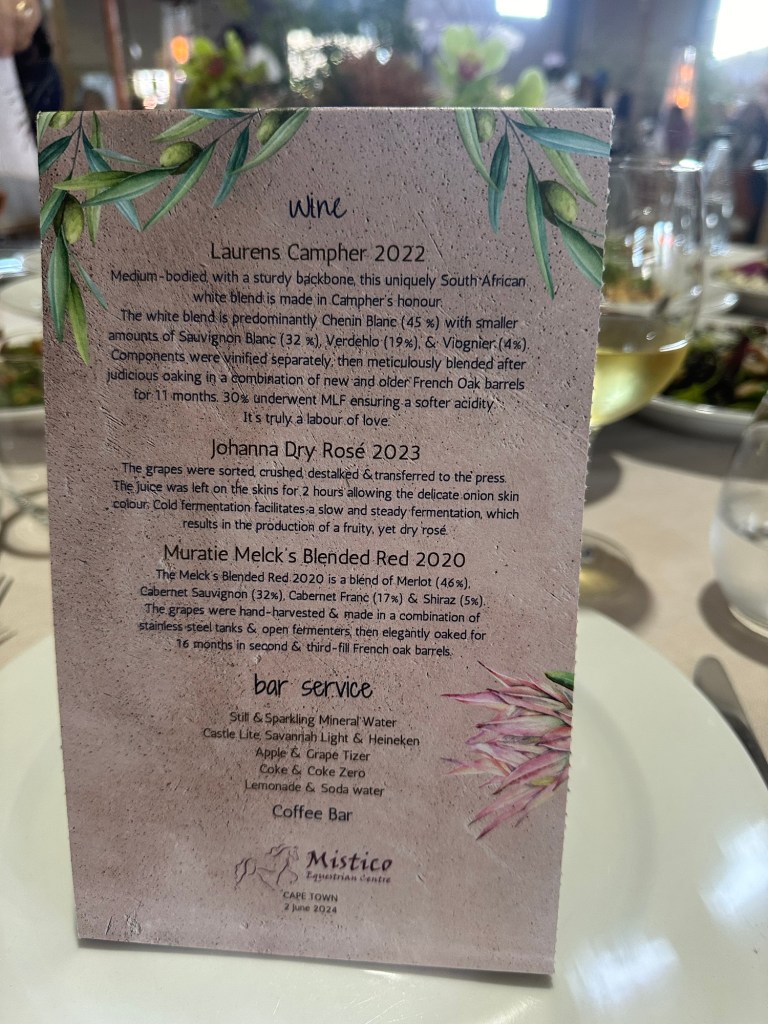 wine
Laurens Campher 2022
Medium-bodied, with a sturdy backbone, this uniquely South African
white blend is made in Campher's honour.
The white blend is predominantly Chenin Blanc (45 %) with smaller
amounts of Sauvignon Blanc (32 %), Verdehlo (19%), & Viognier (4%).
Components were vinified separately, then meticulously blended after
judicious oaking in a combination of new and older French Oak barrels
for 11 months. 30% underwent MLF ensuring a softer acidity.
It's truly a labour of love.
Johanna Dry Rosé 2023
The grapes were sorted, crushed, destalked & transferred to the press.
The juice was left on the skins for 2 hours allowing the delicate onion skin
colour. Cold fermentation facilitates a slow and steady fermentation, which
results in the production of a fruity, yet dry rosé.
Muratie Melck's Blended Red 2020
The Melck's Blended Red 2020 is a blend of Merlot (46%),
Cabernet Sauvignon (32%), Cabernet Franc (17%) & Shiraz (5%).
The grapes were hand-harvested & made in a combination of
stainless-steel tanks & open fermenters, then elegantly oaked for
16 months in second & third-fill French oak barrels.
bar service
Still & Sparkling Mineral Water
Castle Lite, Savannah Light & Heineken
Apple & Grape Tizer
Coke & Coke Zero
Lemonade & Soda water
Coffee Bar
Mistico
Equestrian Centre
CAPE TOWN
2 June 2024